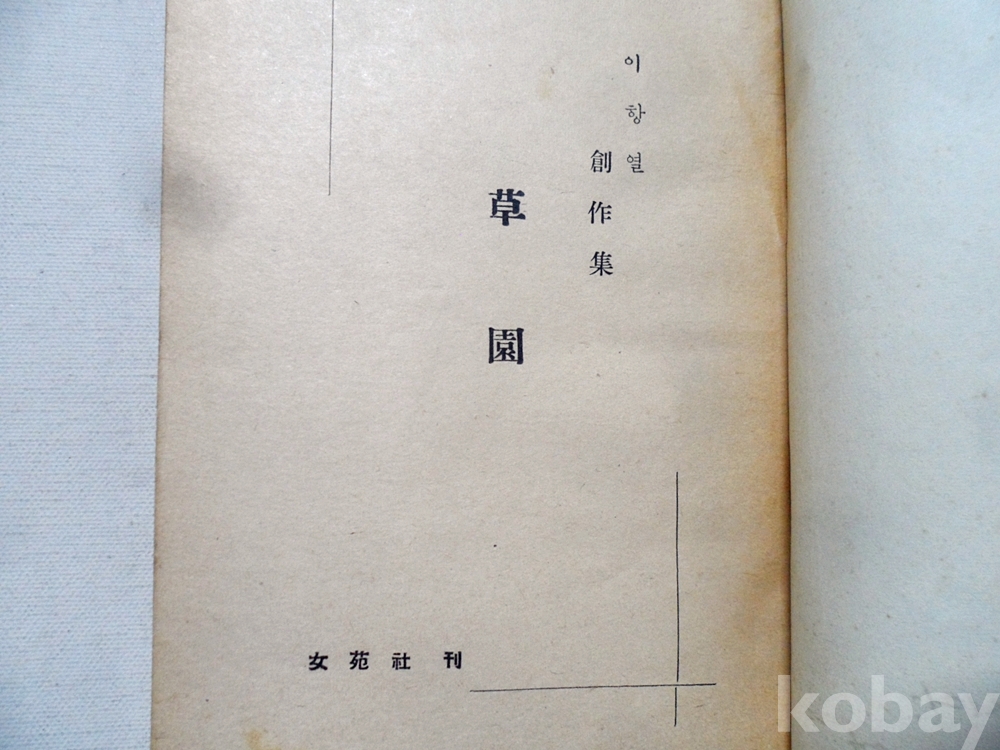 이항열
創作集
草園
女苑社 刊
kobay